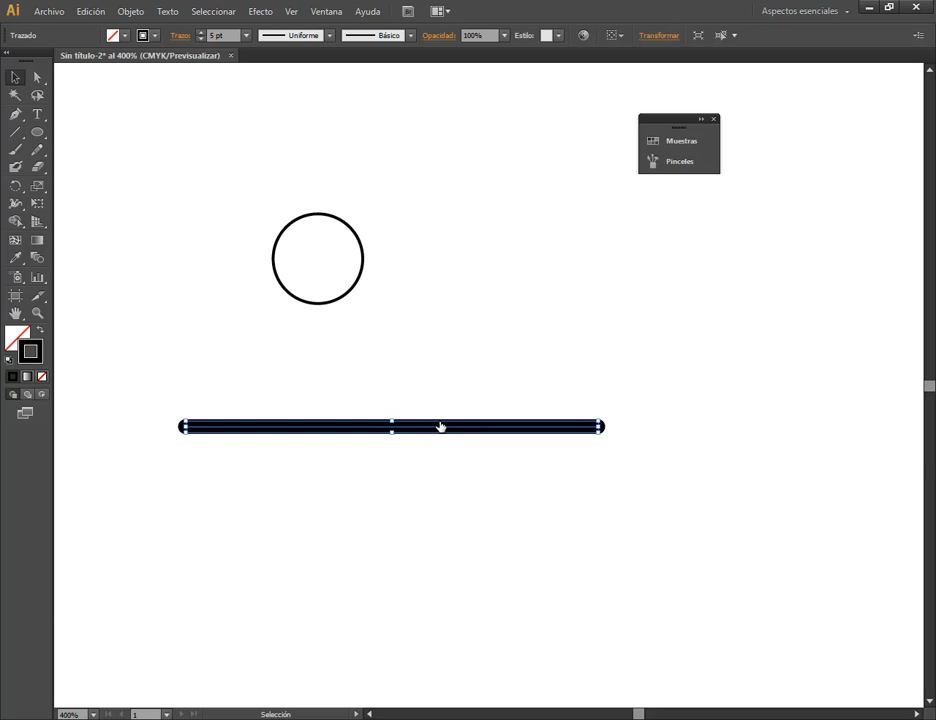 Ai Archivo Edición Objeto Texto Seleccionar Efecto Ver Ventana Ayuda Br Aspectos esenciales
Trazado Trazo: 5 pt Uniforme Básico Opacidad: 100% Estilo: Transformar
Sin título-2* al 400% (CMYK/Previsualizar)
Muestras
Pinceles
T
400% 1 Selección